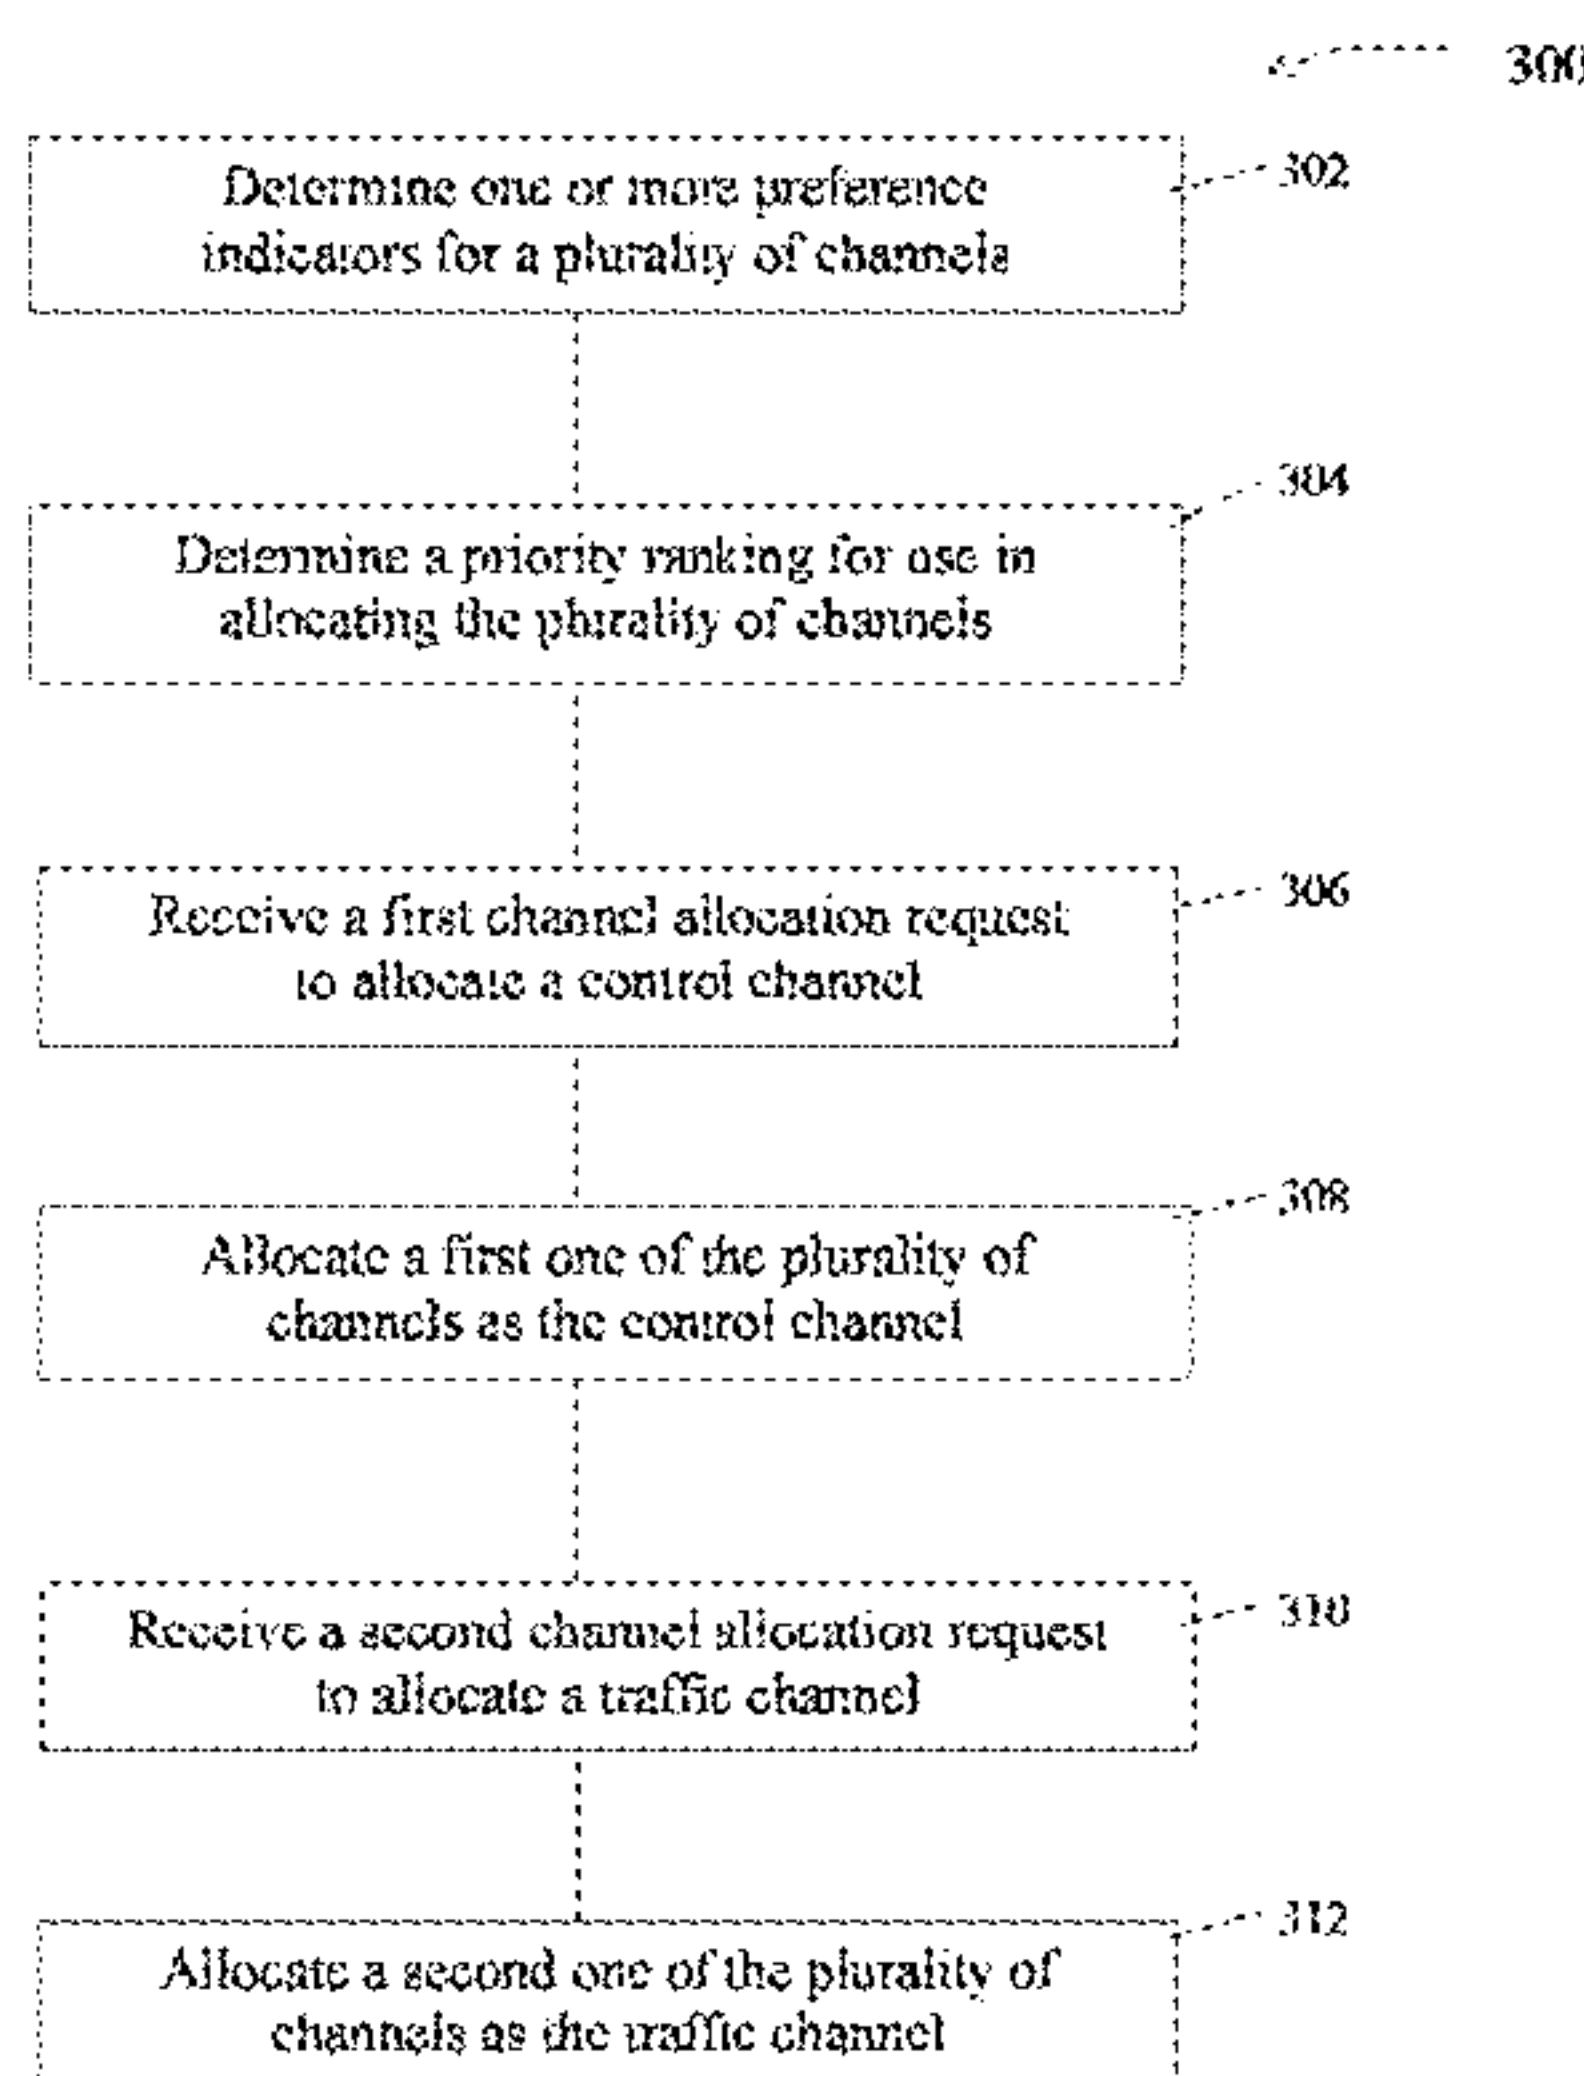 300
Determine one or more preference
indicators for a plurality of channels
302
Determine a priority ranking for use in
allocating the plurality of channels
304
Receive a first channel allocation request
to allocate a control channel
306
Allocate a first one of the plurality of
channels as the control channel
308
Receive a second channel allocation request
to allocate a traffic channel
310
Allocate a second one of the plurality of
channels as the traffic channel
312